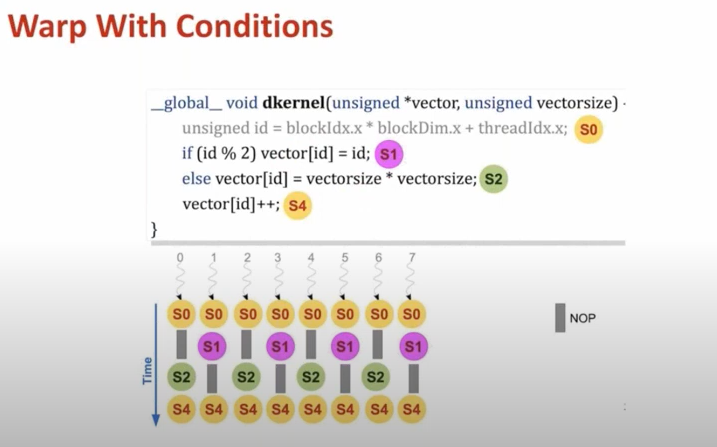 Warp With Conditions
__global__ void dkernel(unsigned *vector, unsigned vectorsize)
unsigned id = blockIdx.x * blockDim.x + threadIdx.x; S0
if (id % 2) vector[id] = id; S1
else vector[id] = vectorsize * vectorsize; S2
vector[id]++; S4
}
0 1 2 3 4 5 6 7
S0 S0 S0 S0 S0 S0 S0 S0
NOP
S1 S1 S1 S1
Time
S2 S2 S2 S2
S4 S4 S4 S4 S4 S4 S4 S4